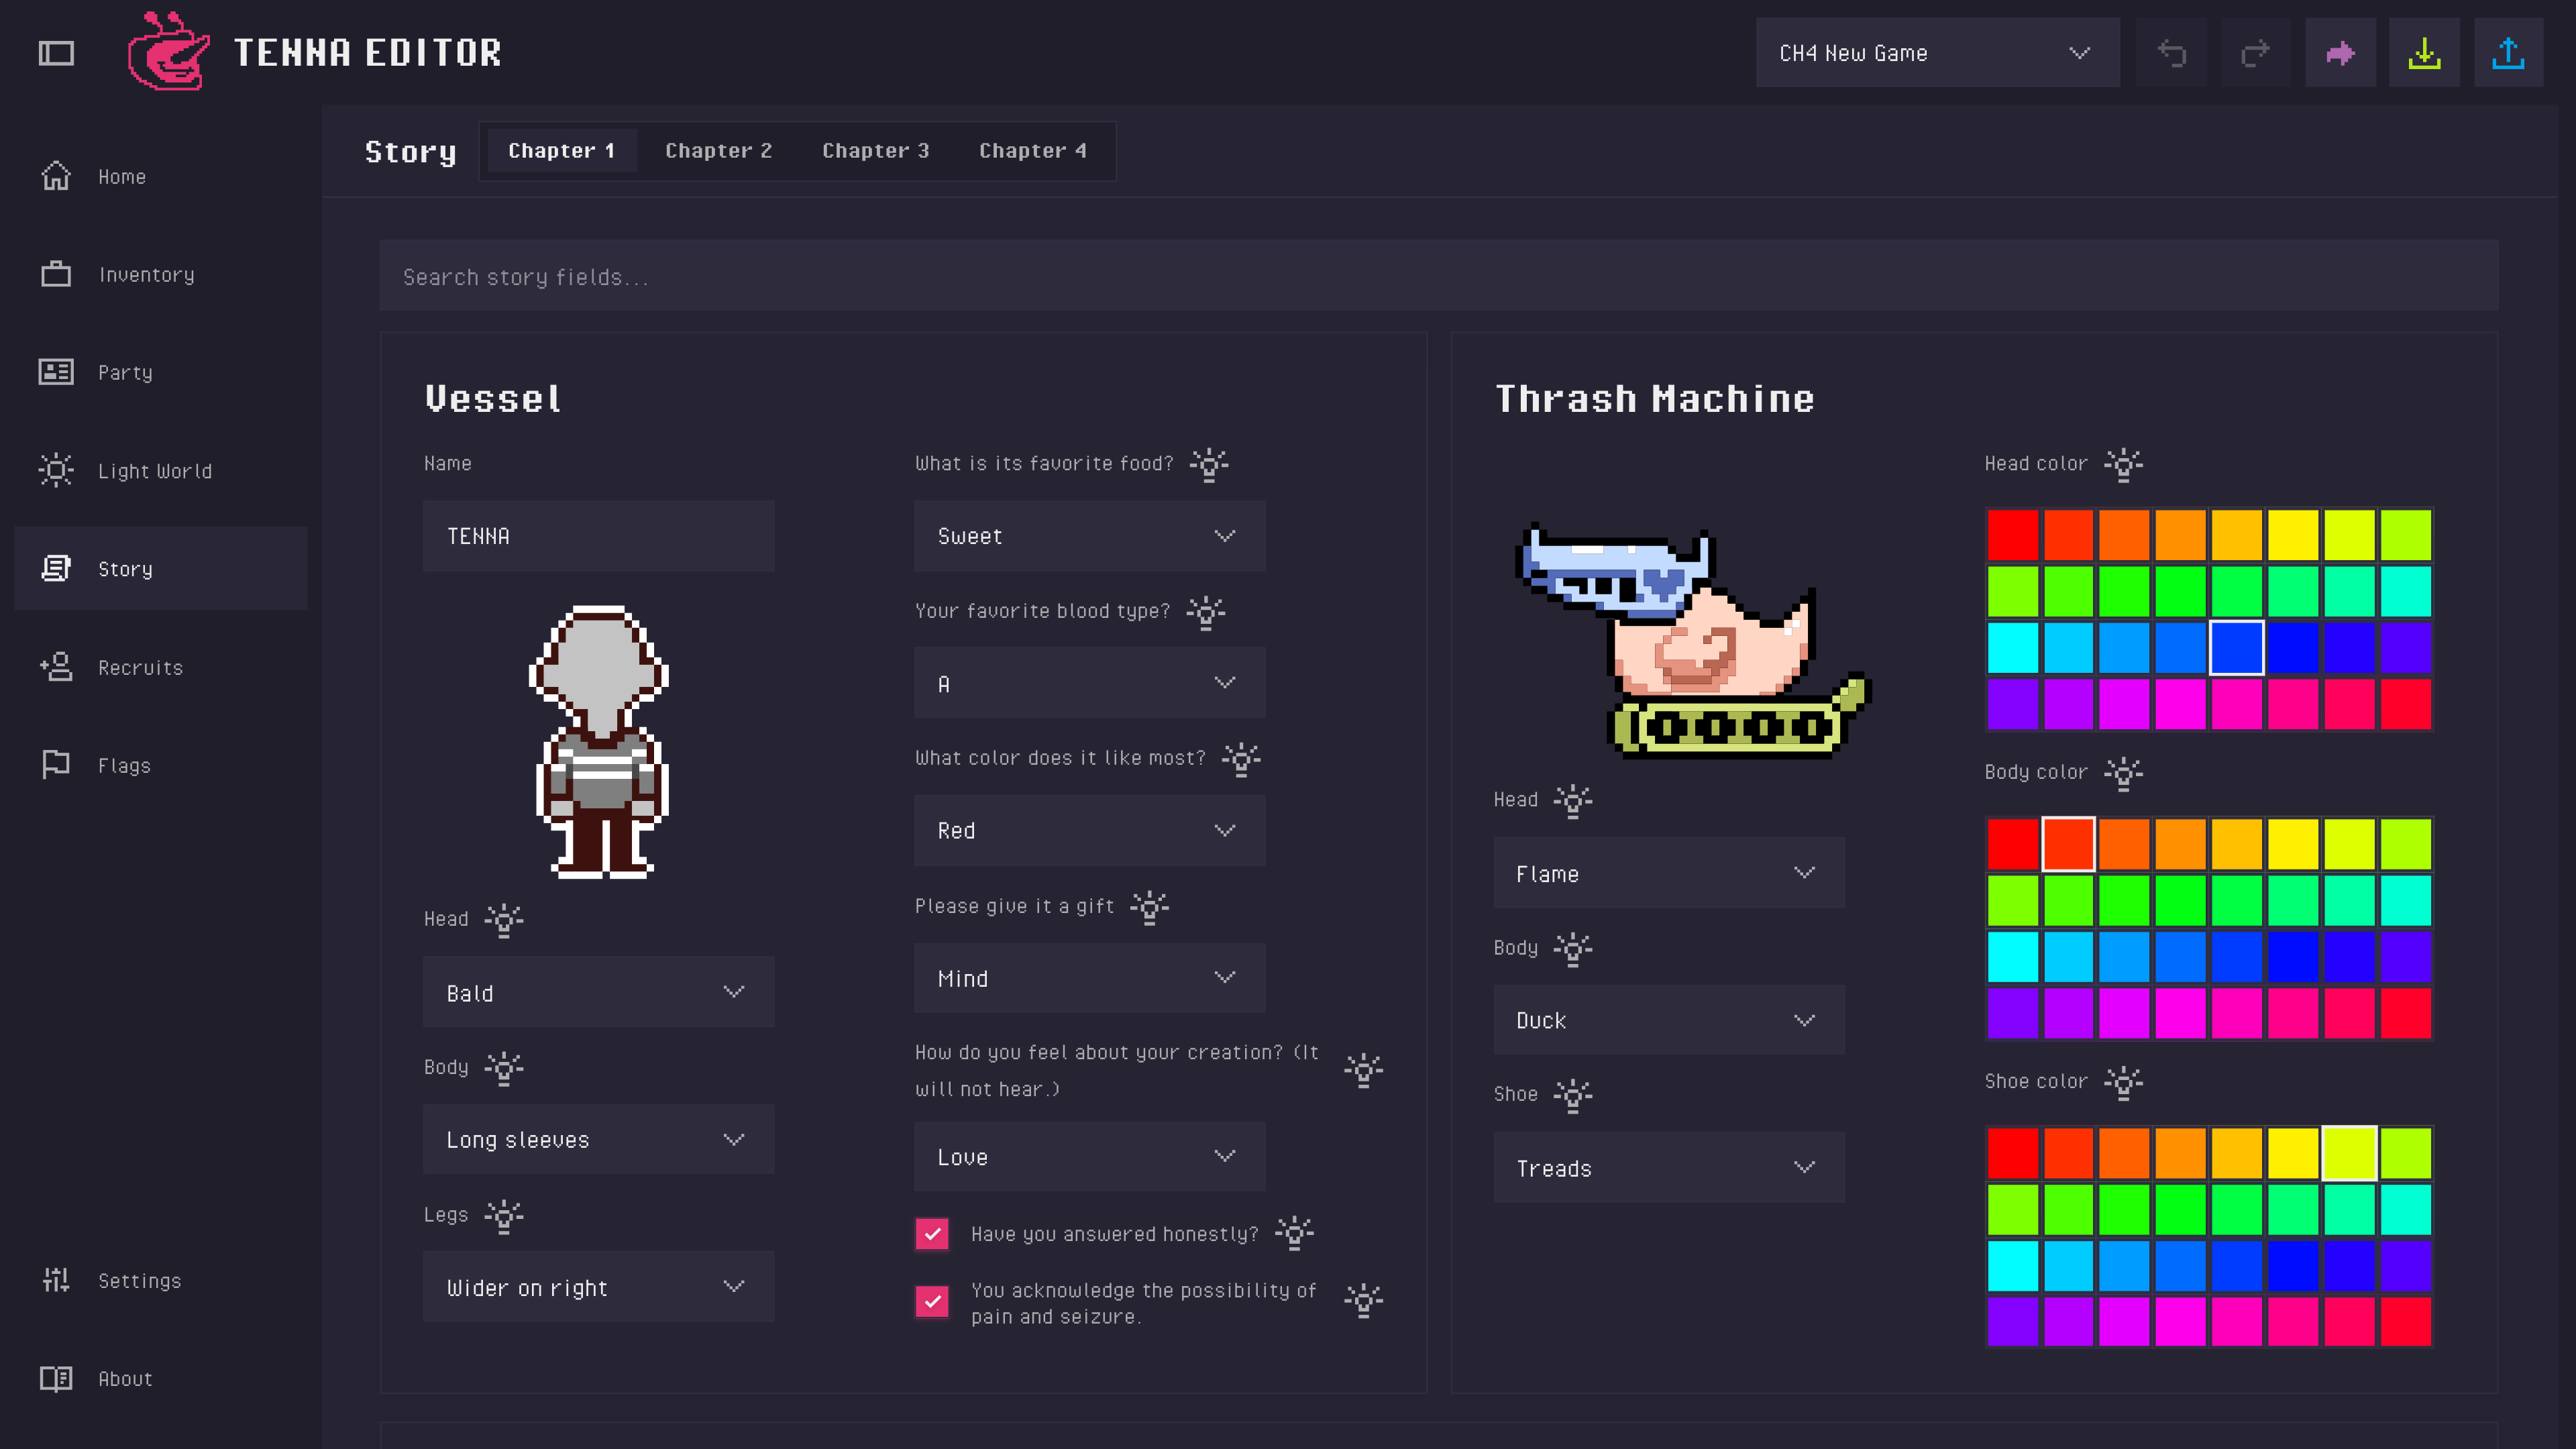 TENNA EDITOR
CH4 New Game
Home
Inventory
Party
Light World
Story
Recruits
Flags
Settings
About
Story
Chapter 1
Chapter 2
Chapter 3
Chapter 4
Search story fields...
Vessel
Name
TENNA
Head
Bald
Body
Long sleeves
Legs
Wider on right
What is its favorite food?
Sweet
Your favorite blood type?
A
What color does it like most?
Red
Please give it a gift
Mind
How do you feel about your creation? (It
will not hear.)
Love
Have you answered honestly?
You acknowledge the possibility of
pain and seizure.
Thrash Machine
Head
Flame
Body
Duck
Shoe
Treads
Head color
Body color
Shoe color